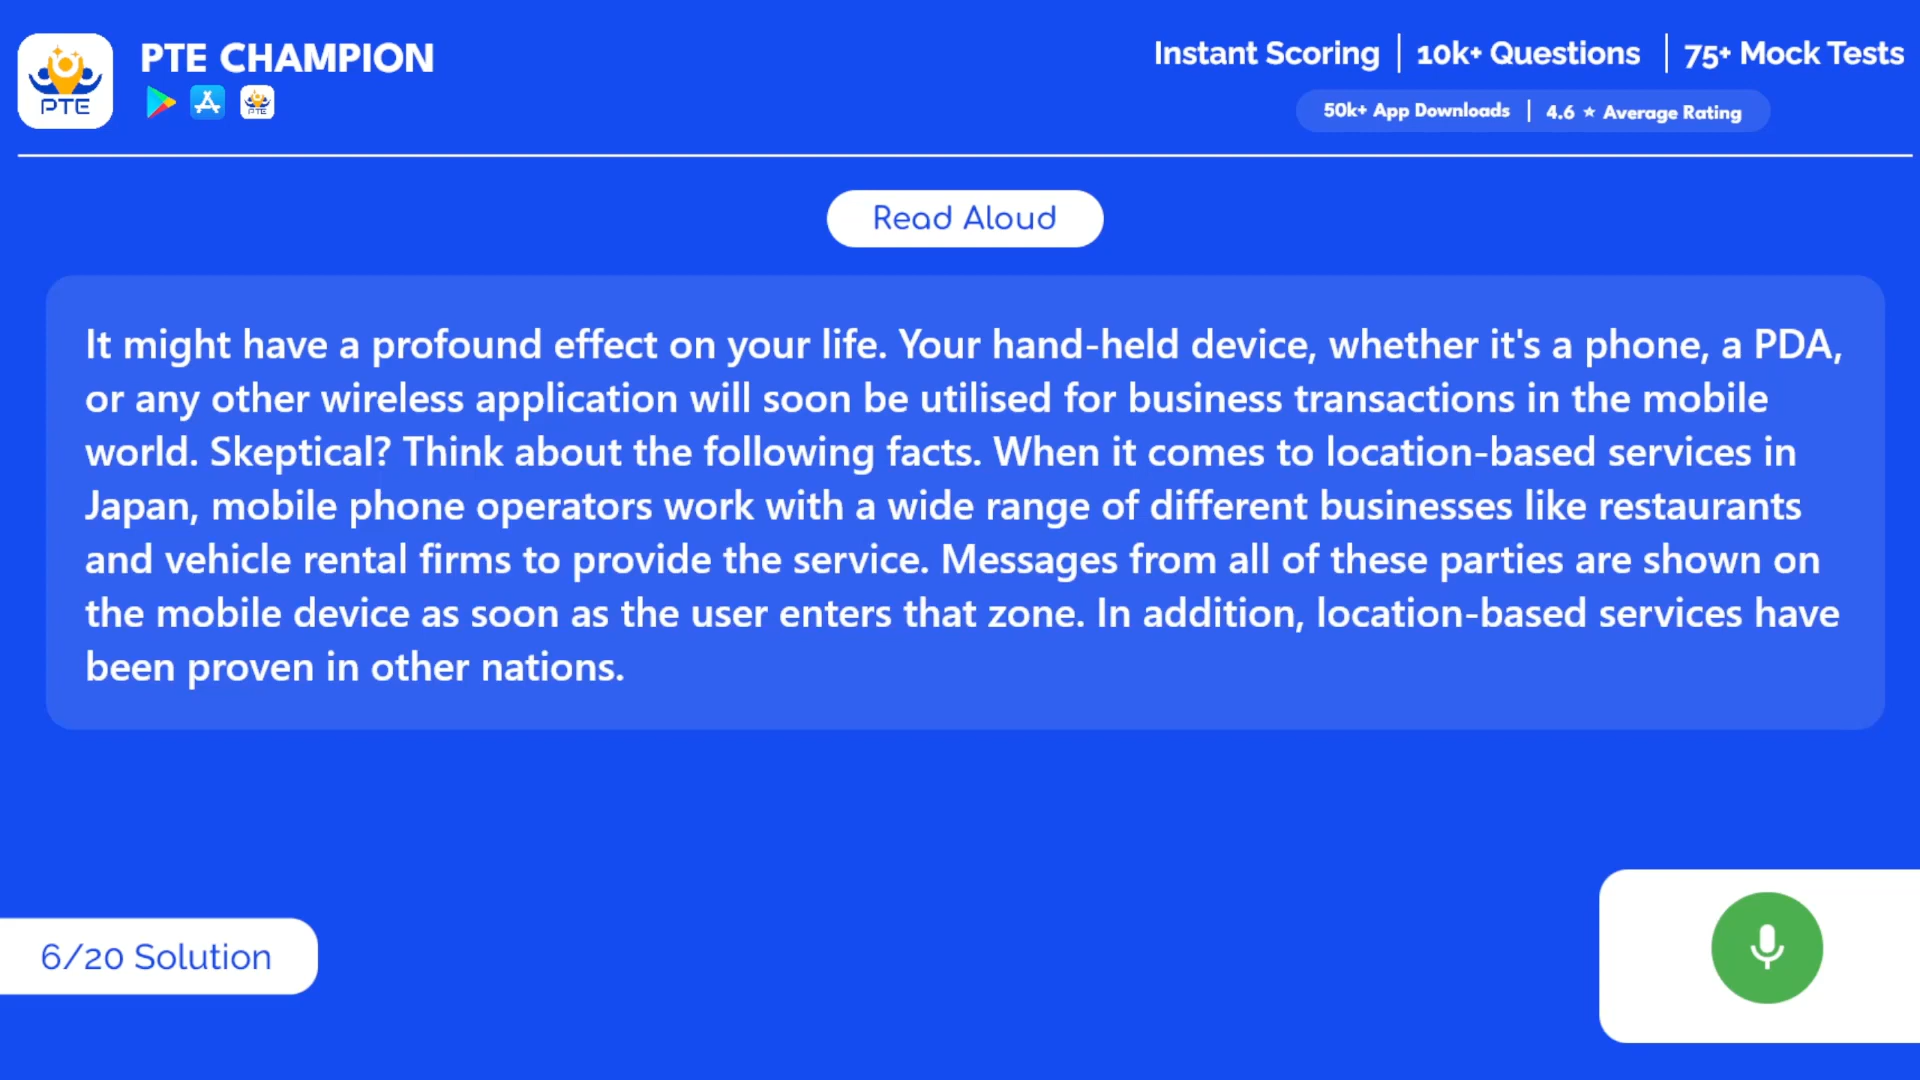 PTE CHAMPION
PTE
PTE
Instant Scoring | 10k+ Questions | 75+ Mock Tests
50k+ App Downloads | 4.6 ★ Average Rating
Read Aloud
It might have a profound effect on your life. Your hand-held device, whether it's a phone, a PDA,
or any other wireless application will soon be utilised for business transactions in the mobile
world. Skeptical? Think about the following facts. When it comes to location-based services in
Japan, mobile phone operators work with a wide range of different businesses like restaurants
and vehicle rental firms to provide the service. Messages from all of these parties are shown on
the mobile device as soon as the user enters that zone. In addition, location-based services have
been proven in other nations.
6/20 Solution